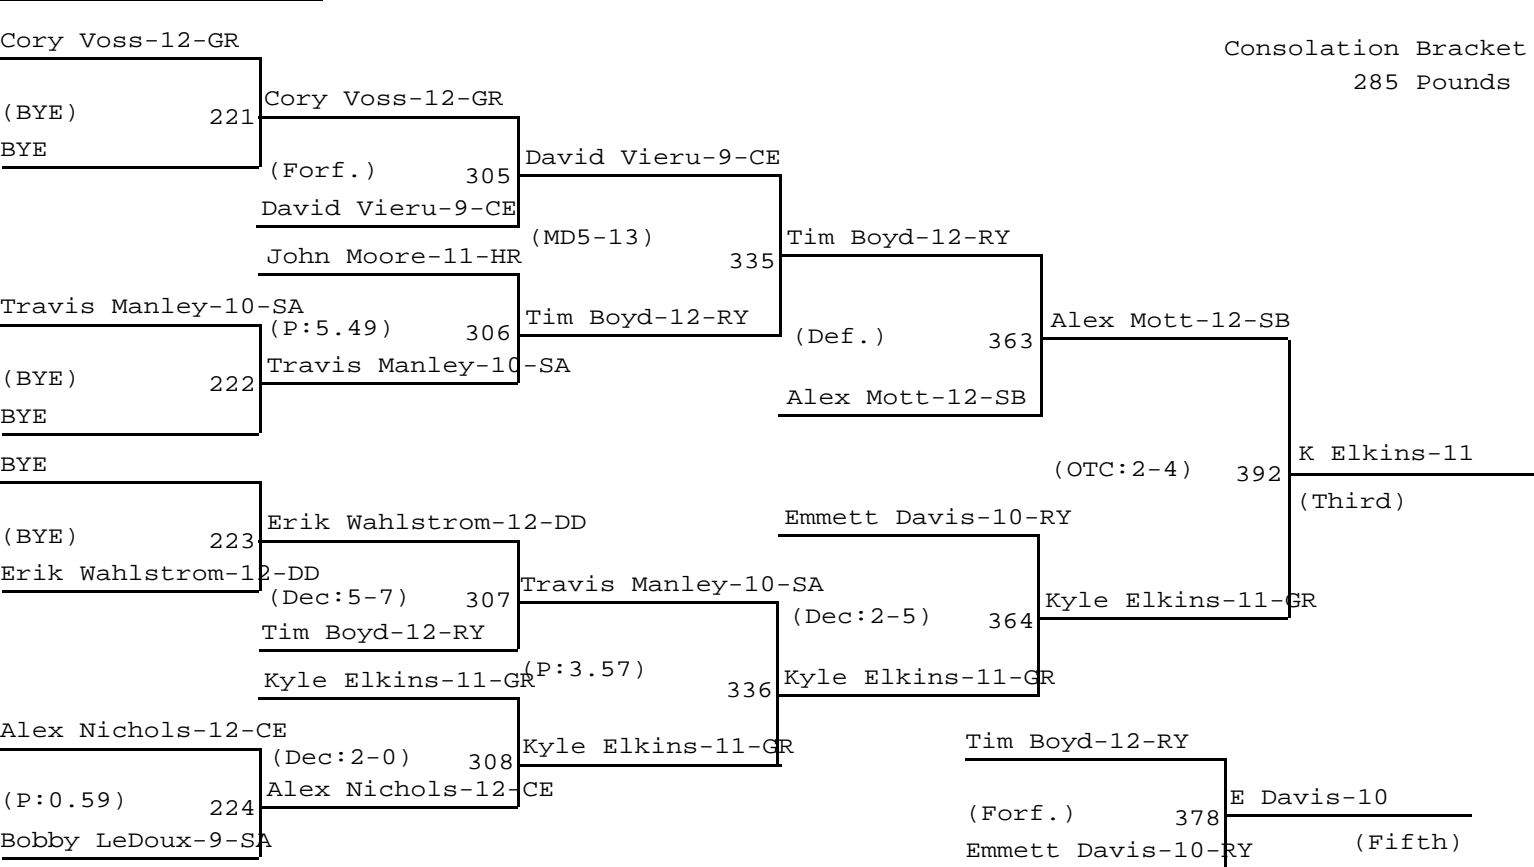 Consolation Bracket
285 Pounds
Cory Voss-12-GR
(BYE) 221
BYE
Cory Voss-12-GR
(Forf.) 305
David Vieru-9-CE
David Vieru-9-CE
(MD5-13) 335
John Moore-11-HR
Travis Manley-10-SA
(P:5.49) 306
Tim Boyd-12-RY
(BYE) 222
Travis Manley-10-SA
BYE
Tim Boyd-12-RY
(Def.) 363
Alex Mott-12-SB
Alex Mott-12-SB
BYE
(OTC:2-4) 392
K Elkins-11
(Third)
(BYE) 223
Erik Wahlstrom-12-DD
Erik Wahlstrom-12-DD
(Dec:5-7) 307
Tim Boyd-12-RY
Travis Manley-10-SA
Emmett Davis-10-RY
(Dec:2-5) 364
Kyle Elkins-11-GR
Kyle Elkins-11-GR
(P:3.57) 336
Kyle Elkins-11-GR
Alex Nichols-12-CE
(Dec:2-0) 308
Kyle Elkins-11-GR
(P:0.59) 224
Alex Nichols-12-CE
Bobby LeDoux-9-SA
Tim Boyd-12-RY
(Forf.) 378
E Davis-10
(Fifth)
Emmett Davis-10-RY